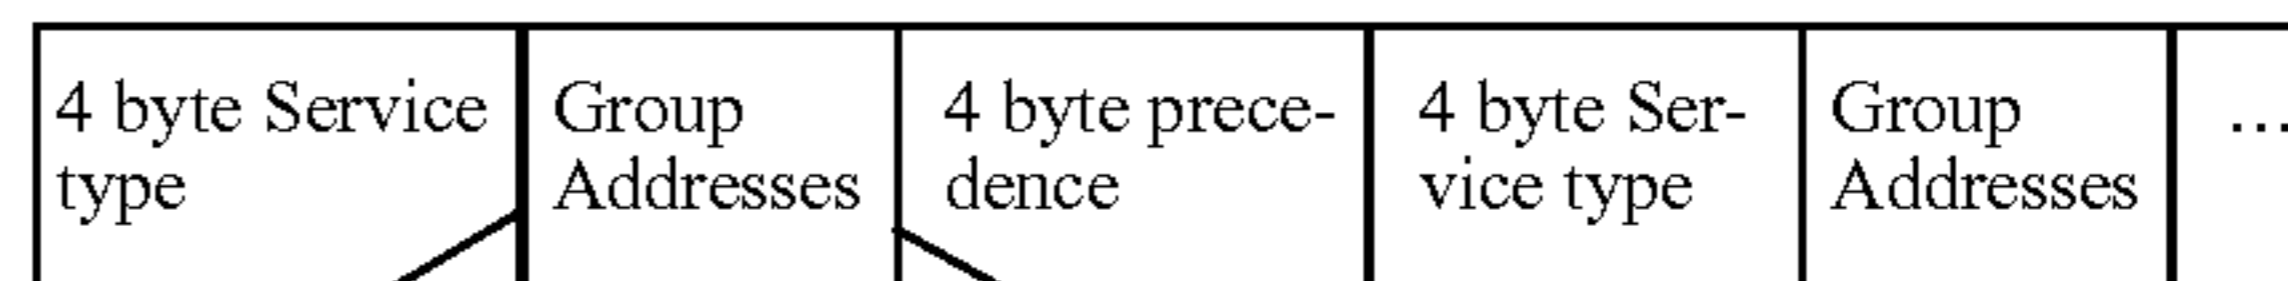 4 byte Service
type
Group
Addresses
4 byte prece-
dence
4 byte Ser-
vice type
Group
Addresses
...